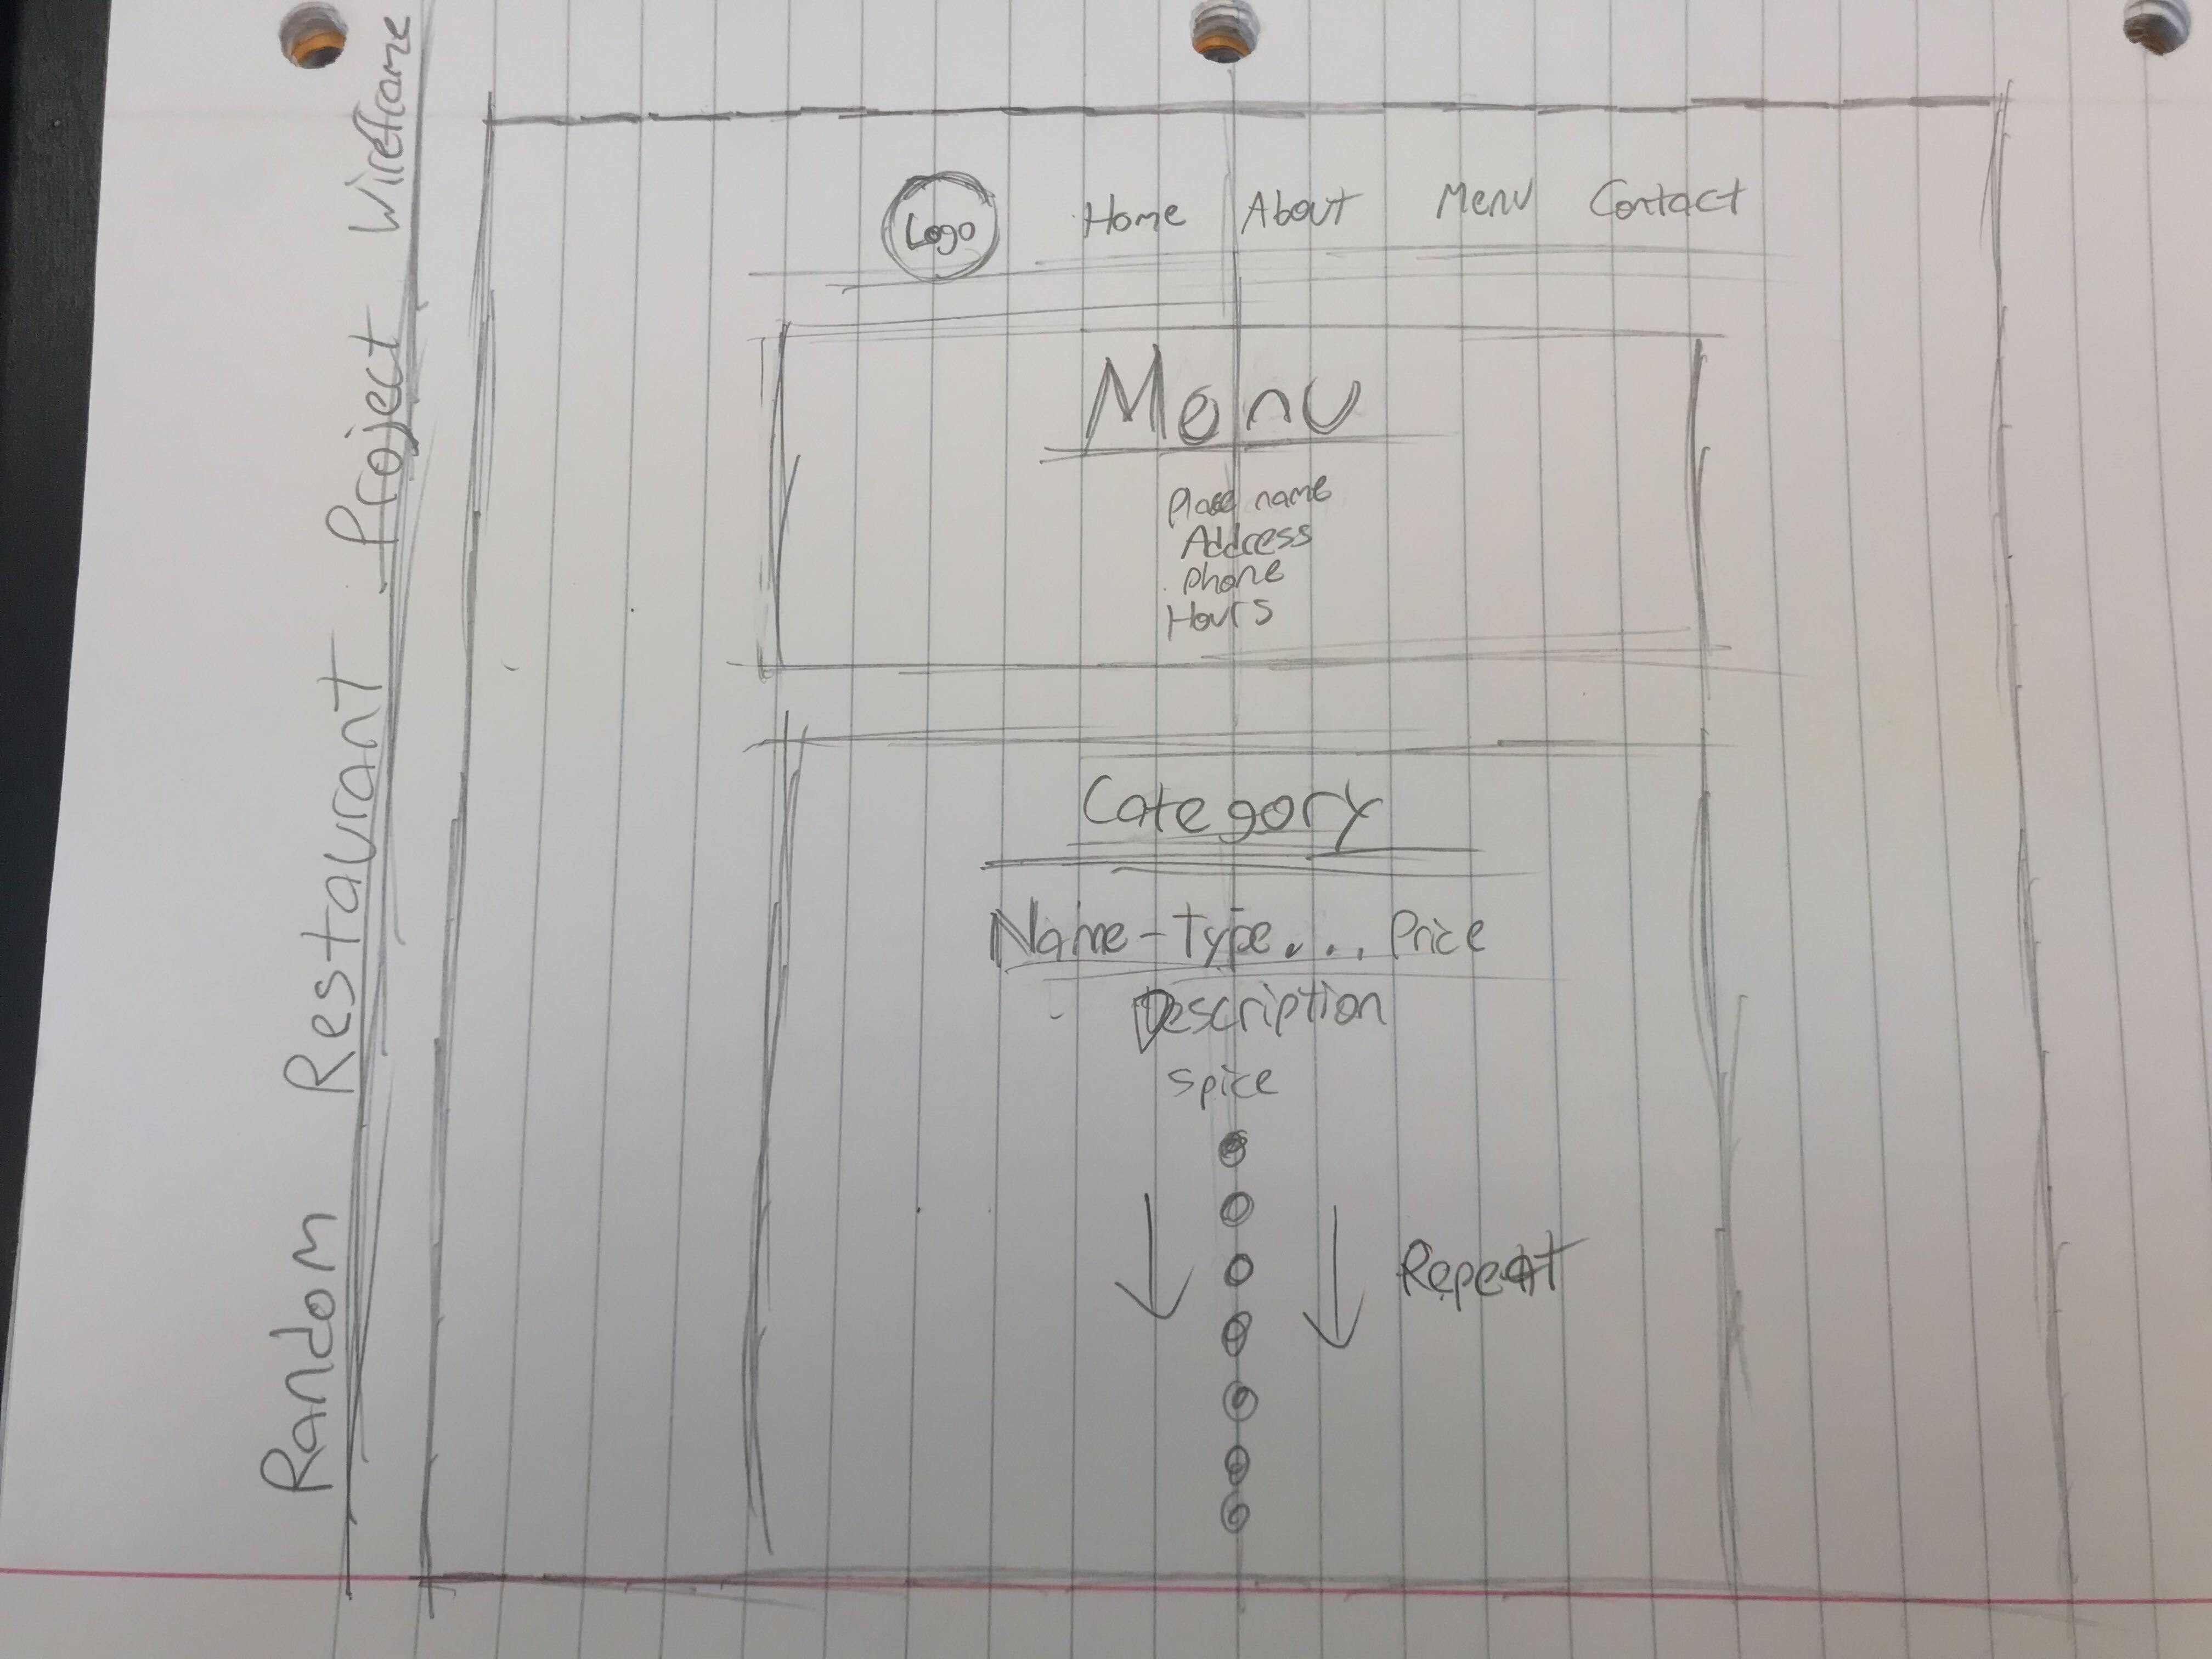 Random Restaurant Project Wireframe
Logo Home About Menu Contact
Menu
Place name
Address
Phone
Hours
Category
Name - Type.... Price
Description
Spice
Repeat